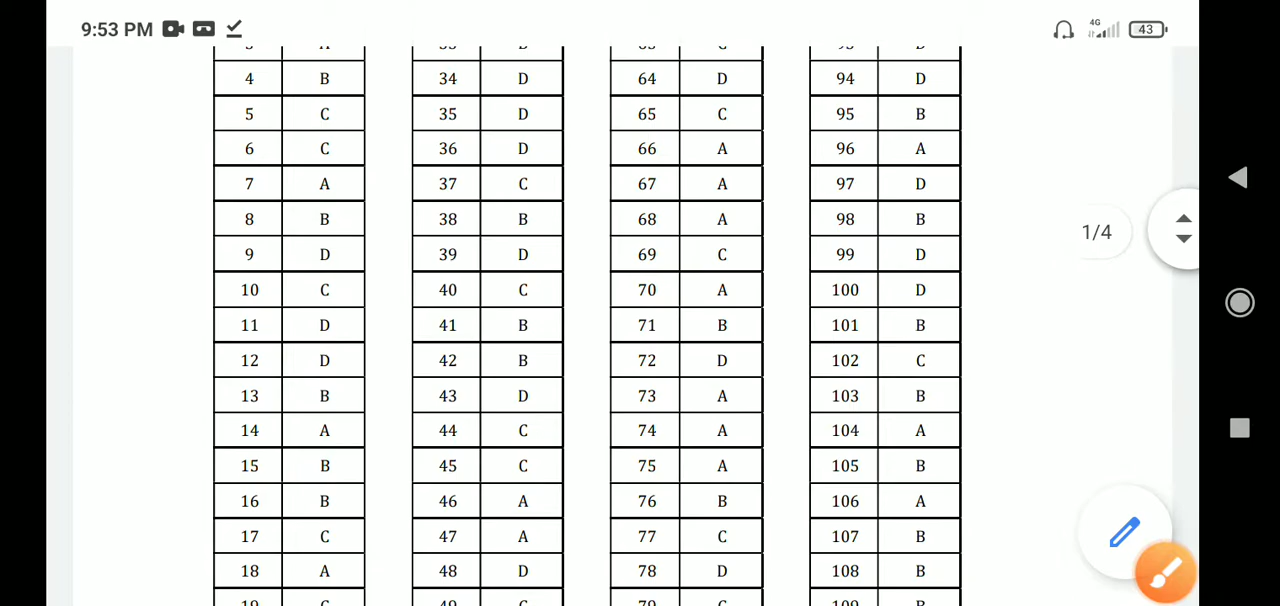 9:53 PM 4G 43
4 B 34 D 64 D 94 D
5 C 35 D 65 C 95 B
6 C 36 D 66 A 96 A
7 A 37 C 67 A 97 D
8 B 38 B 68 A 98 B
1/4
9 D 39 D 69 C 99 D
10 C 40 C 70 A 100 D
11 D 41 B 71 B 101 B
12 D 42 B 72 D 102 C
13 B 43 D 73 A 103 B
14 A 44 C 74 A 104 A
15 B 45 C 75 A 105 B
16 B 46 A 76 B 106 A
17 C 47 A 77 C 107 B
18 A 48 D 78 D 108 B